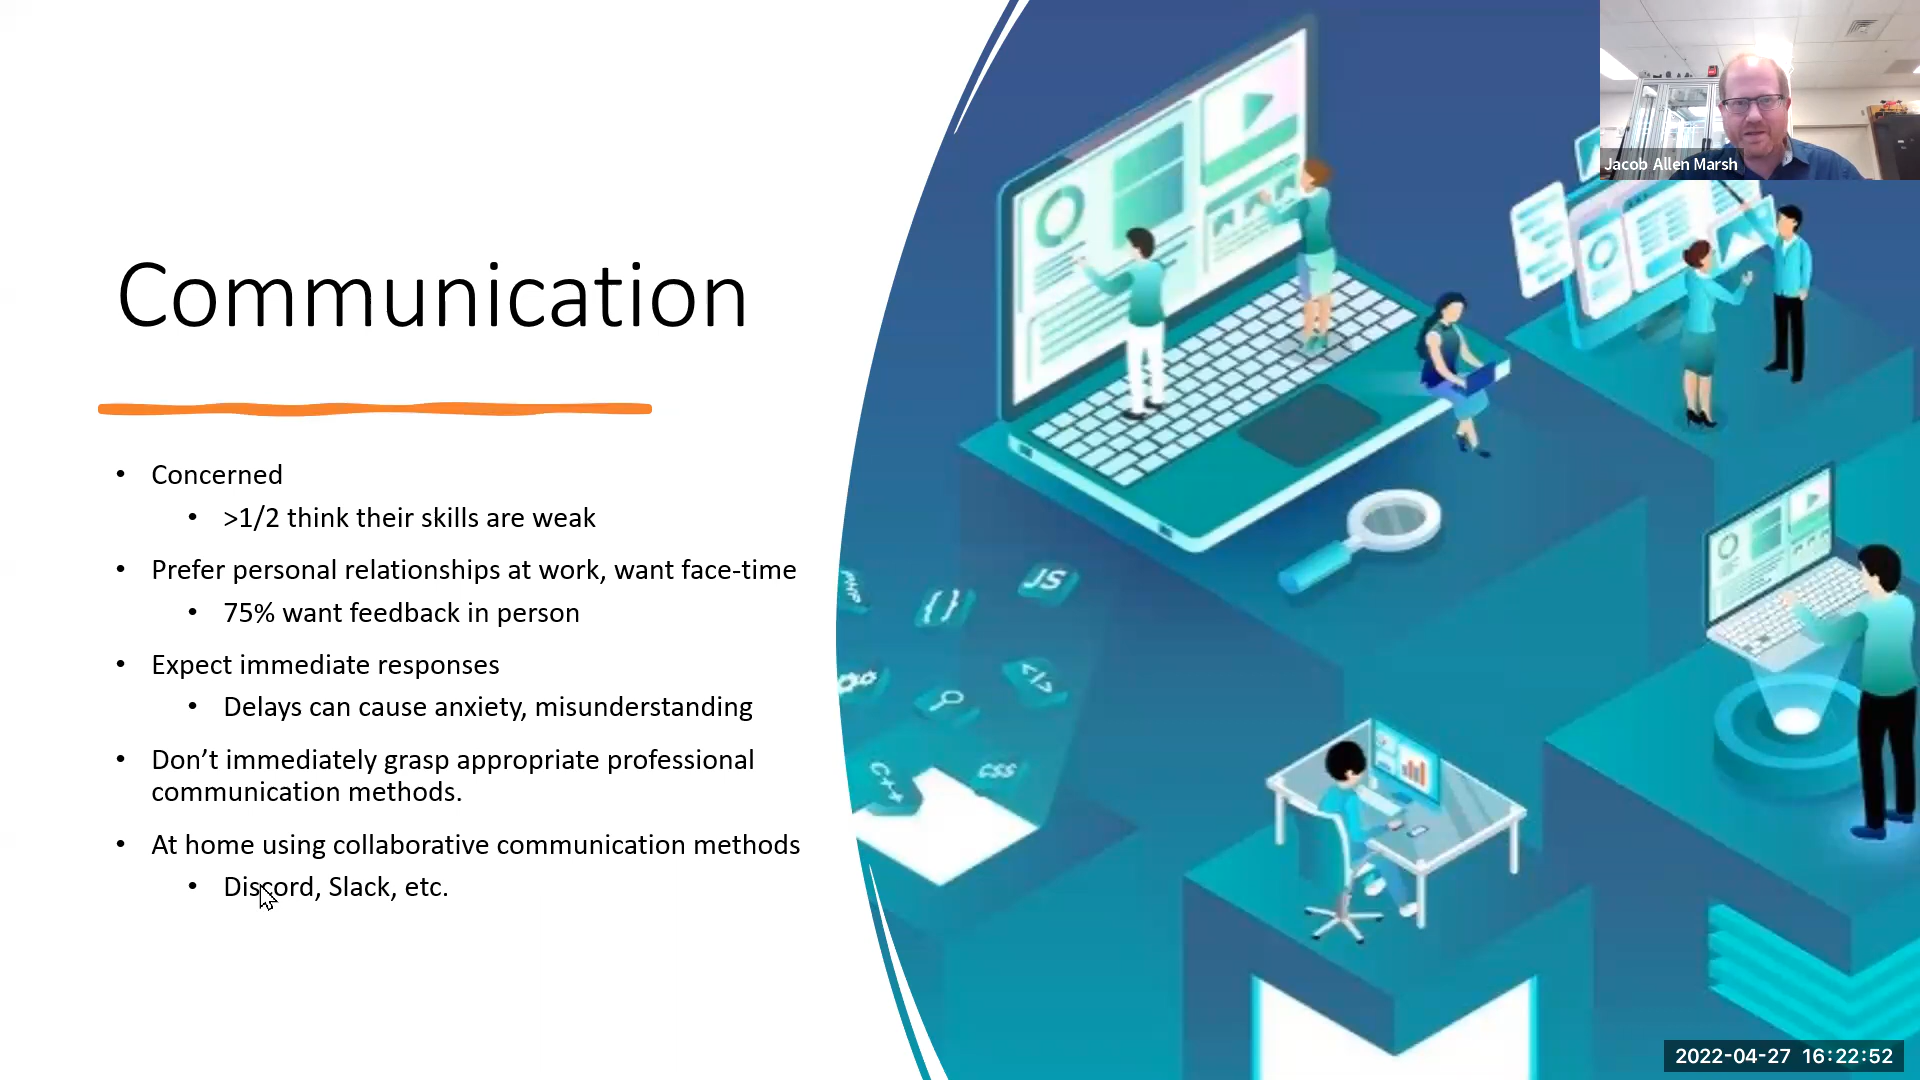 Jacob Allen Marsh
Communication
• Concerned
• >1/2 think their skills are weak
• Prefer personal relationships at work, want face-time
• 75% want feedback in person
• Expect immediate responses
• Delays can cause anxiety, misunderstanding
• Don’t immediately grasp appropriate professional
communication methods.
• At home using collaborative communication methods
• Discord, Slack, etc.
PHP
{}
JS
</>
C++
CSS
2022-04-27 16:22:52